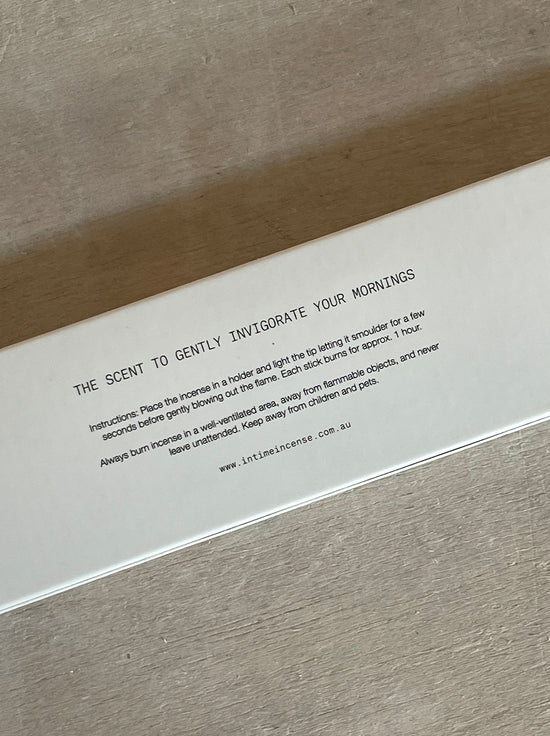 THE SCENT TO GENTLY INVIGORATE YOUR MORNINGS
Instructions: Place the incense in a holder and light the tip letting it smoulder for a few
seconds before gently blowing out the flame. Each stick burns for approx. 1 hour.
Always burn incense in a well-ventilated area, away from flammable objects, and never
leave unattended. Keep away from children and pets.
www.intimeincense.com.au